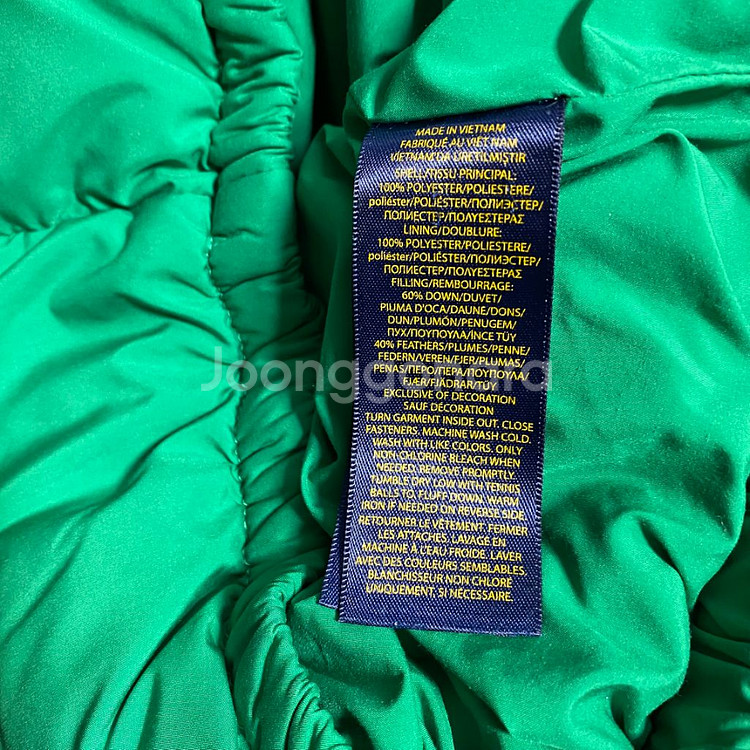 MADE IN VIETNAM
FABRIQUÉ AU VIET NAM
VIETNAM'DA ÜRETİLMİŞTİR
SHELL/TISSU PRINCIPAL:
100% POLYESTER/POLIESTERE/
poliéster/POLIÉSTER/ПОЛИЭСТЕР/
ПОЛИЕСТЕР/ΠΟΛΥΕΣΤΕΡΑΣ
LINING/DOUBLURE:
100% POLYESTER/POLIESTERE/
poliéster/POLIÉSTER/ПОЛИЭСТЕР/
ПОЛИЕСТЕР/ΠΟΛΥΕΣΤΕΡΑΣ
FILLING/REMBOURRAGE:
60% DOWN/DUVET/
PIUMA D'OCA/DAUNE/DONS/
DUN/PLUMÓN/PENUGEM/
ПУХ/ΠΟΥΠΟΥΛΑ/INCE TÜY
40% FEATHERS/PLUMES/PENNE/
FEDERN/VEREN/FJER/PLUMAS/
PENAS/ПЕРО/ПЕРА/ΠΟΥΠΟΥΛΑ/
FJÆR/FJÄDRAR/TÜY
EXCLUSIVE OF DECORATION
SAUF DÉCORATION
TURN GARMENT INSIDE OUT. CLOSE
FASTENERS. MACHINE WASH COLD.
WASH WITH LIKE COLORS. ONLY
NON-CHLORINE BLEACH WHEN
NEEDED. REMOVE PROMPTLY.
TUMBLE DRY LOW WITH TENNIS
BALLS TO FLUFF DOWN. WARM
IRON IF NEEDED ON REVERSE SIDE.
RETOURNER LE VÊTEMENT. FERMER
LES ATTACHES. LAVAGE EN
MACHINE À L'EAU FROIDE. LAVER
AVEC DES COULEURS SEMBLABLES.
BLANCHISSEUR NON CHLORÉ
UNIQUEMENT, SI NÉCESSAIRE.
Joonggonara